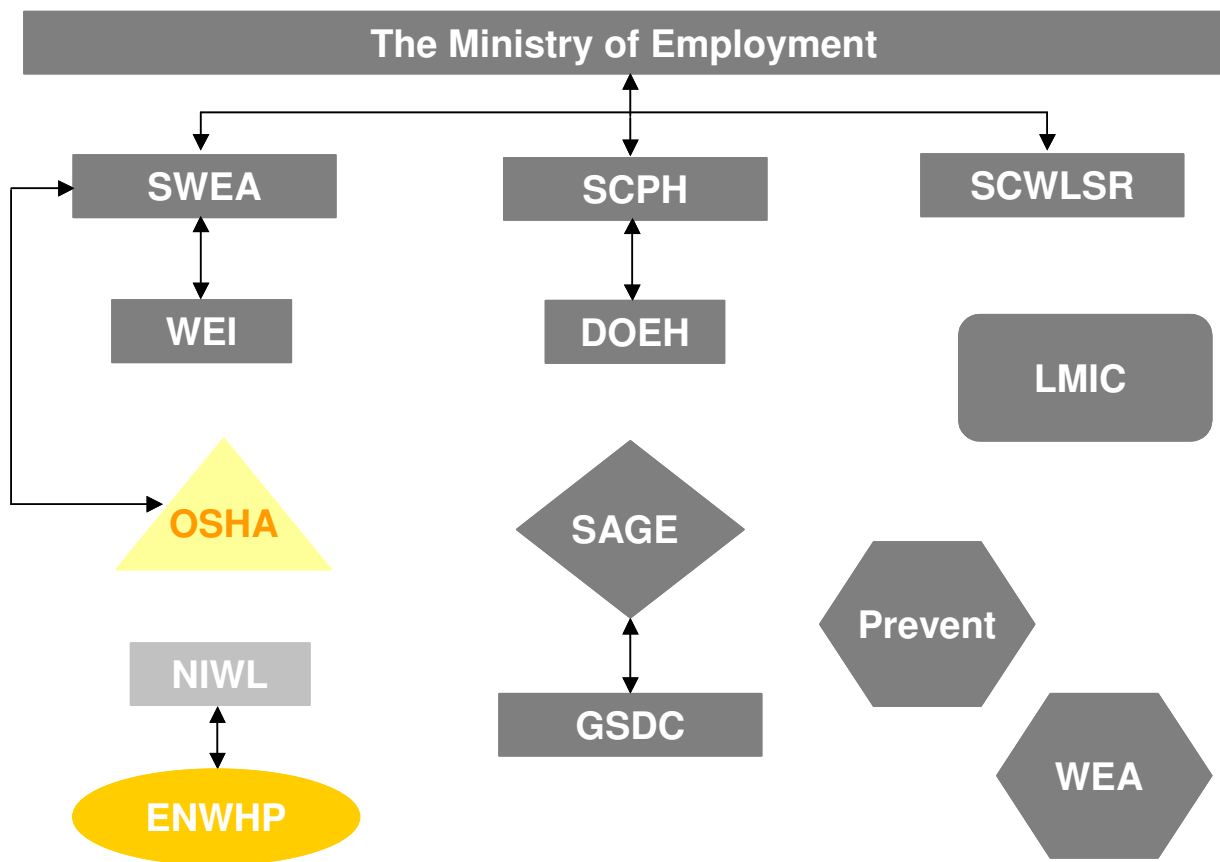 The Ministry of Employment
SWEA
SCPH
SCWLSR
WEI
DOEH
LMIC
OSHA
SAGE
Prevent
NIWL
GSDC
WEA
ENWHP